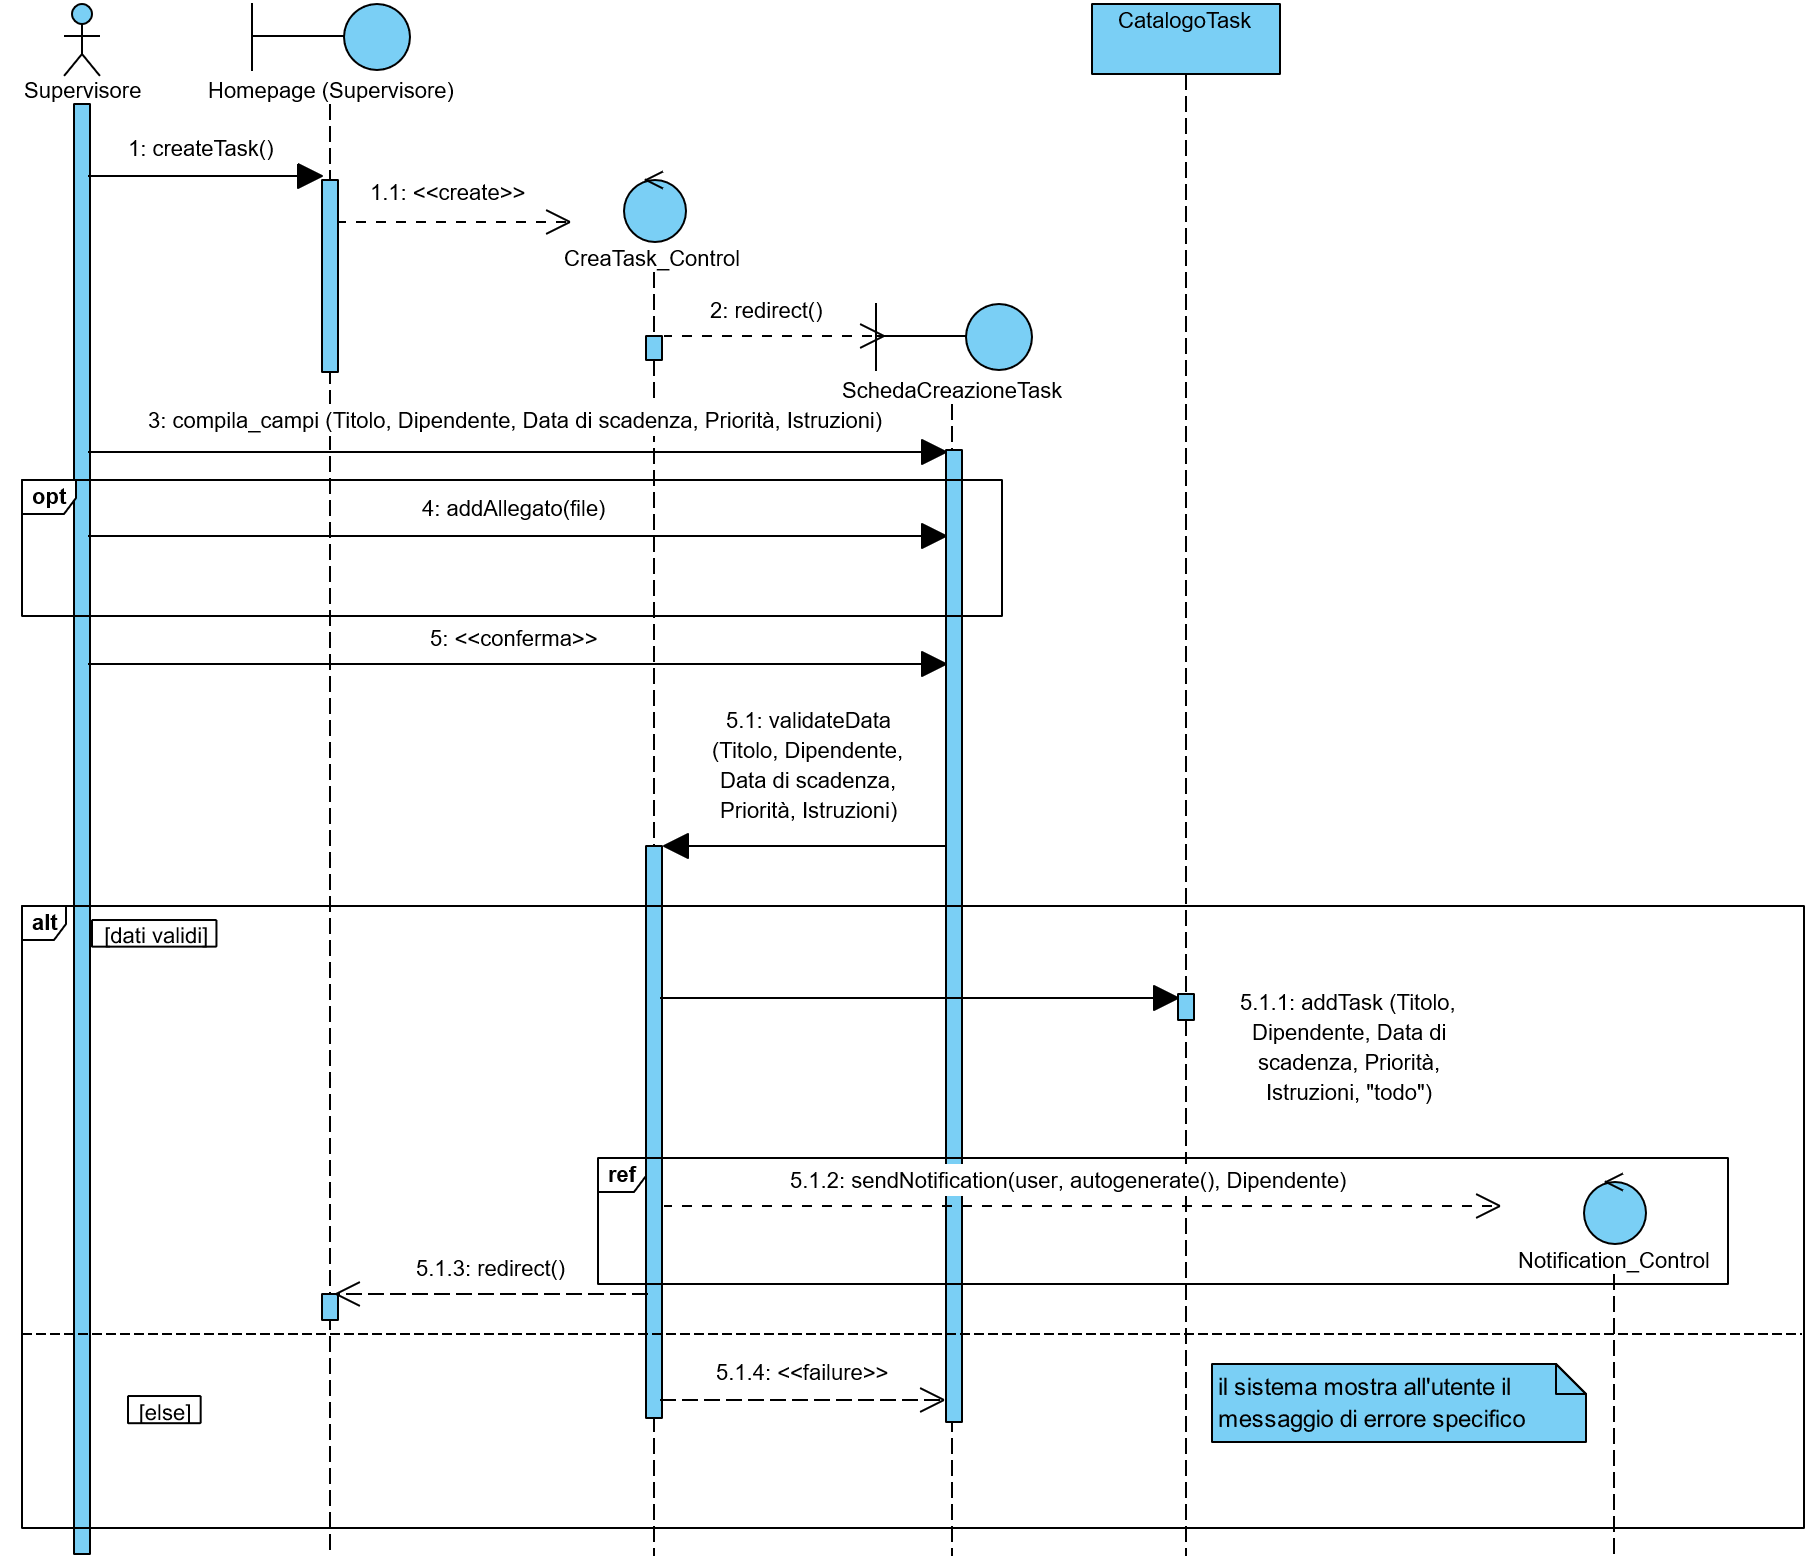 CatalogoTask
Supervisore
Homepage (Supervisore)
1: createTask()
1.1: <<create>>
CreaTask_Control
2: redirect()
SchedaCreazioneTask
3: compila_campi (Titolo, Dipendente, Data di scadenza, Priorità, Istruzioni)
opt
4: addAllegato(file)
5: <<conferma>>
5.1: validateData
(Titolo, Dipendente,
Data di scadenza,
Priorità, Istruzioni)
alt
[dati validi]
5.1.1: addTask (Titolo,
Dipendente, Data di
scadenza, Priorità,
Istruzioni, "todo")
ref
5.1.2: sendNotification(user, autogenerate(), Dipendente)
Notification_Control
5.1.3: redirect()
5.1.4: <<failure>>
il sistema mostra all'utente il
messaggio di errore specifico
[else]